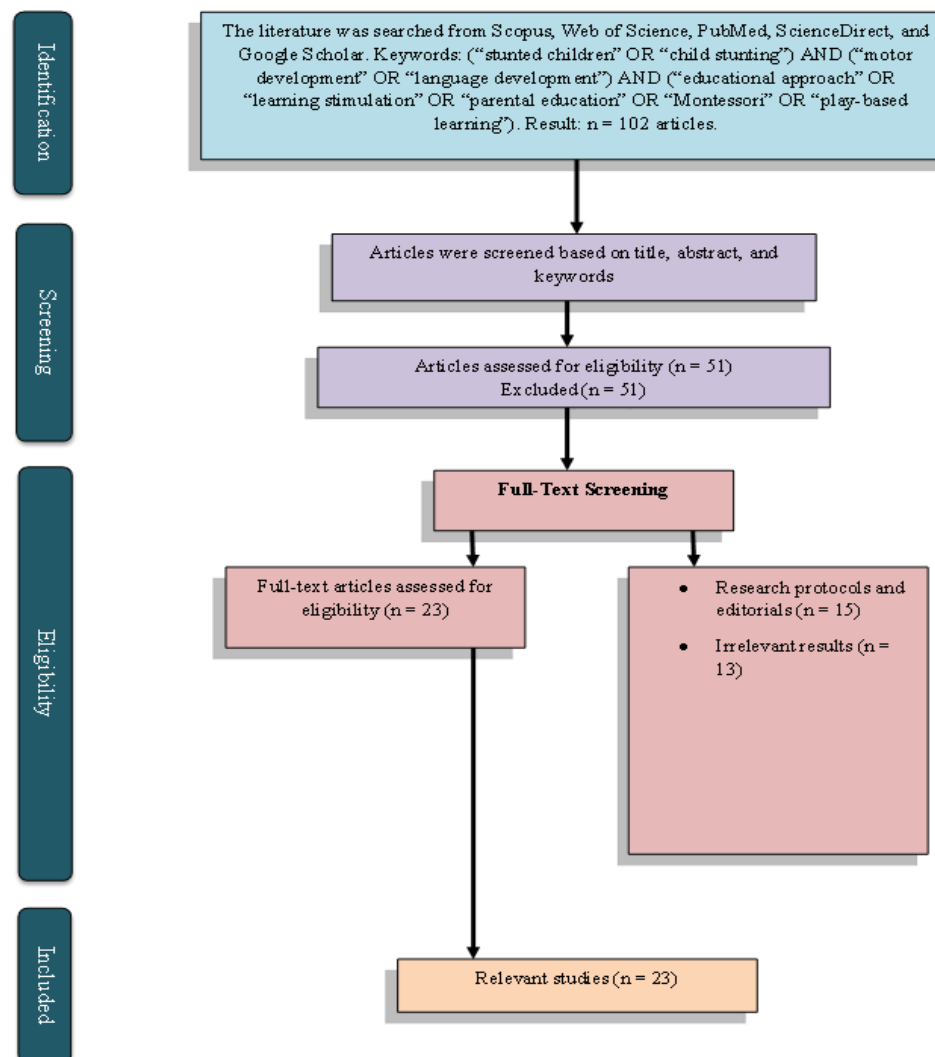 Identification
The literature was searched from Scopus, Web of Science, PubMed, ScienceDirect, and
Google Scholar. Keywords: (“stunted children” OR “child stunting”) AND (“motor
development” OR “language development”) AND (“educational approach” OR
“learning stimulation” OR “parental education” OR “Montessori” OR “play-based
learning”). Result: n = 102 articles.
Screening
Articles were screened based on title, abstract, and
keywords
Articles assessed for eligibility (n = 51)
Excluded (n = 51)
Eligibility
Full-Text Screening
Full-text articles assessed for
eligibility (n = 23)
• Research protocols and
editorials (n = 15)
• Irrelevant results (n =
13)
Included
Relevant studies (n = 23)